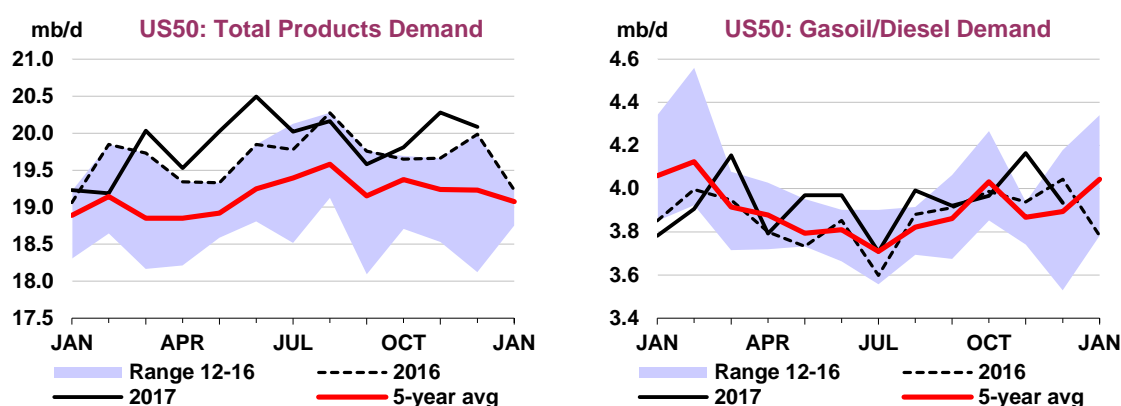 mb/d US50: Total Products Demand
21.0
20.5
20.0
19.5
19.0
18.5
18.0
17.5
JAN APR JUL OCT JAN
Range 12-16 2016
2017 5-year avg
mb/d US50: Gasoil/Diesel Demand
4.6
4.4
4.2
4.0
3.8
3.6
3.4
JAN APR JUL OCT JAN
Range 12-16 2016
2017 5-year avg